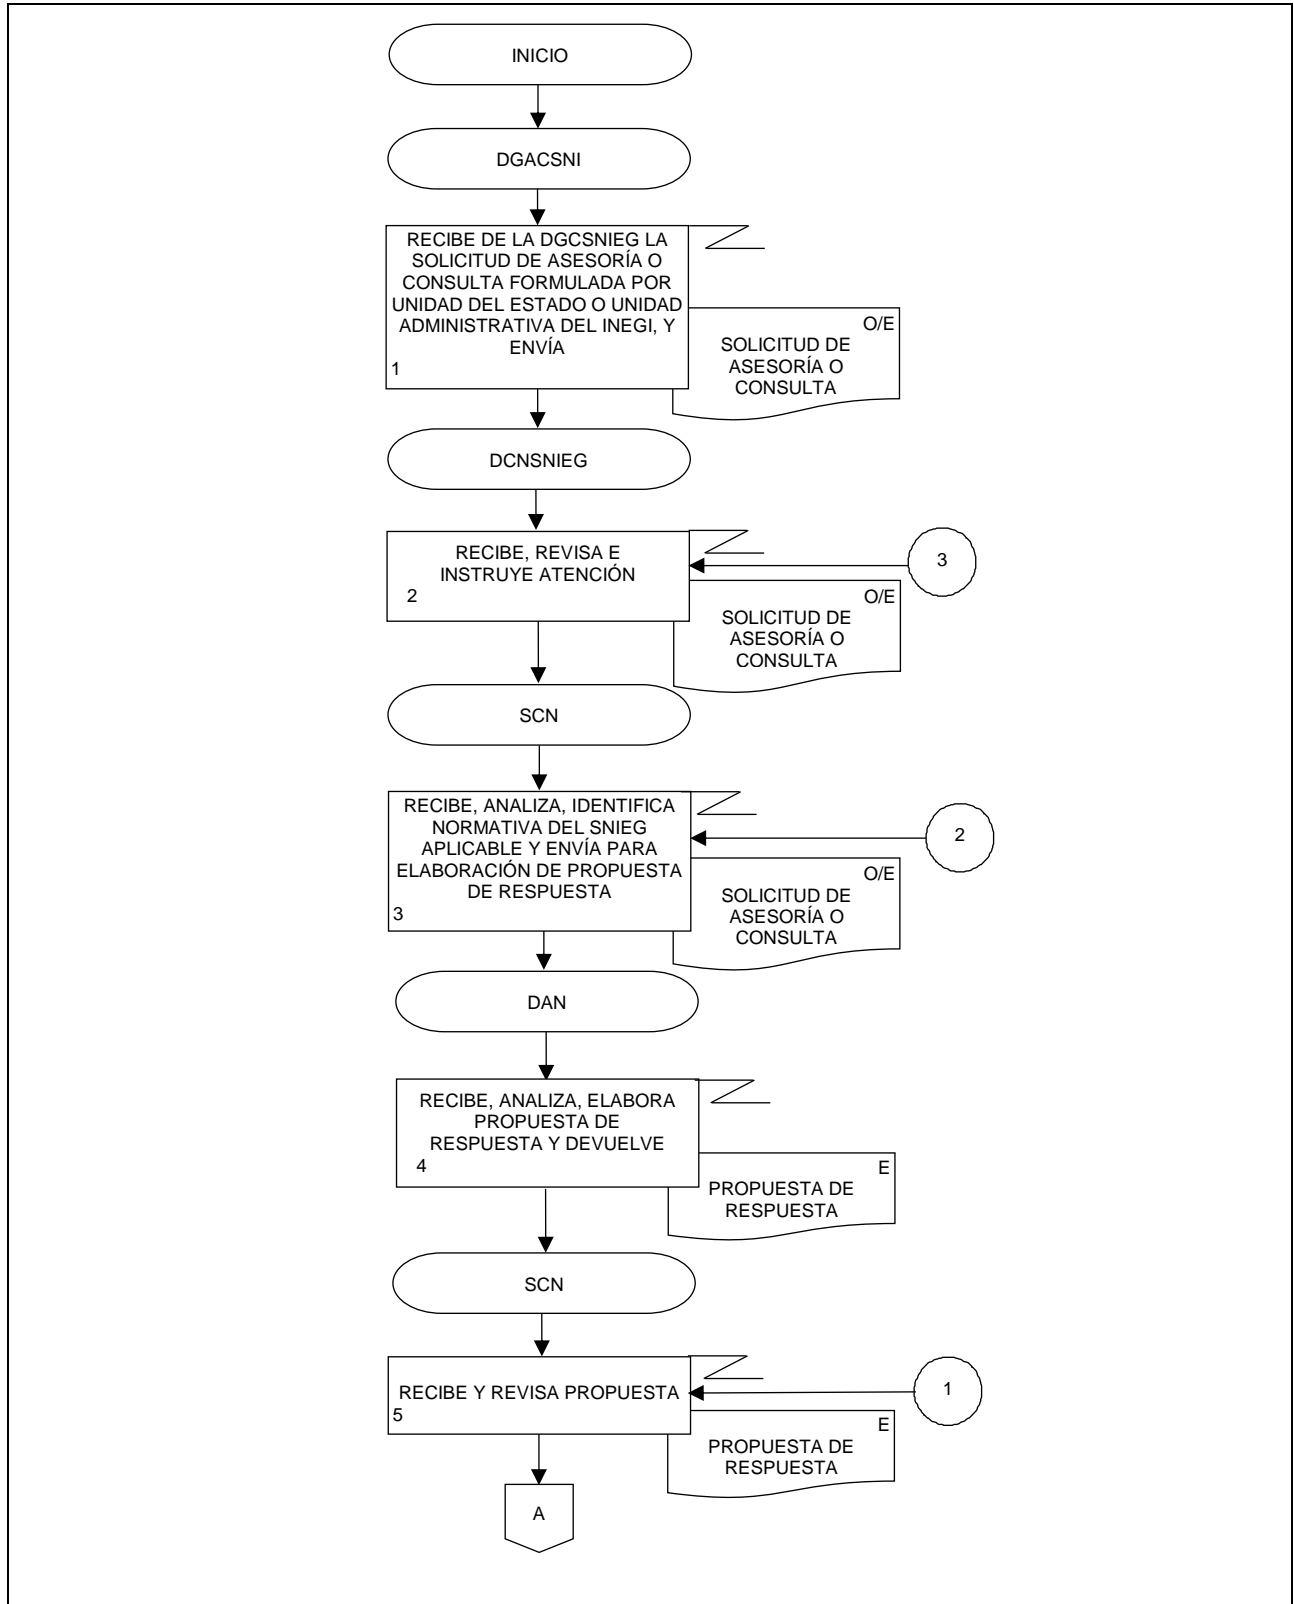 INICIO
DGACSNI
RECIBE DE LA DGCSNIEG LA
SOLICITUD DE ASESORÍA O
CONSULTA FORMULADA POR
UNIDAD DEL ESTADO O UNIDAD
ADMINISTRATIVA DEL INEGI, Y
ENVÍA
1
O/E
SOLICITUD DE
ASESORÍA O
CONSULTA
DCNSNIEG
RECIBE, REVISA E
INSTRUYE ATENCIÓN
2
3
O/E
SOLICITUD DE
ASESORÍA O
CONSULTA
SCN
RECIBE, ANALIZA, IDENTIFICA
NORMATIVA DEL SNIEG
APLICABLE Y ENVÍA PARA
ELABORACIÓN DE PROPUESTA
DE RESPUESTA
3
2
O/E
SOLICITUD DE
ASESORÍA O
CONSULTA
DAN
RECIBE, ANALIZA, ELABORA
PROPUESTA DE
RESPUESTA Y DEVUELVE
4
E
PROPUESTA DE
RESPUESTA
SCN
RECIBE Y REVISA PROPUESTA
5
1
E
PROPUESTA DE
RESPUESTA
A